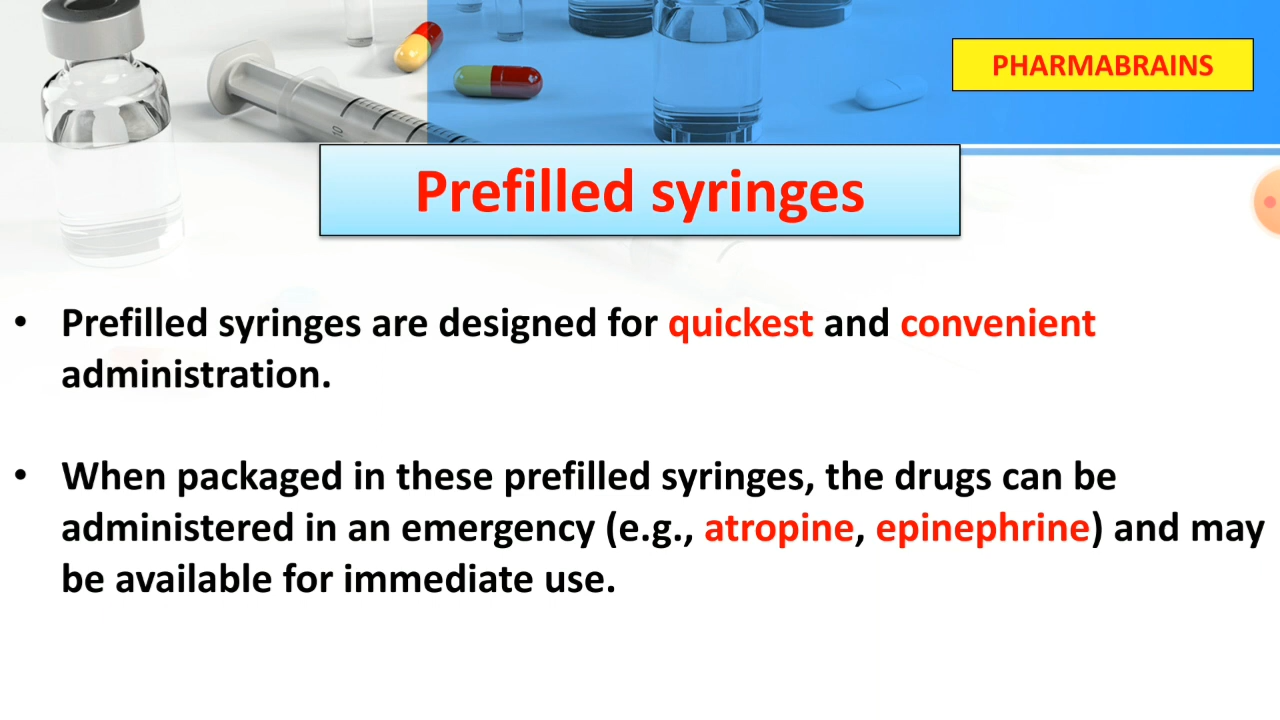 PHARMABRAINS
Prefilled syringes
• Prefilled syringes are designed for quickest and convenient
administration.
• When packaged in these prefilled syringes, the drugs can be
administered in an emergency (e.g., atropine, epinephrine) and may
be available for immediate use.